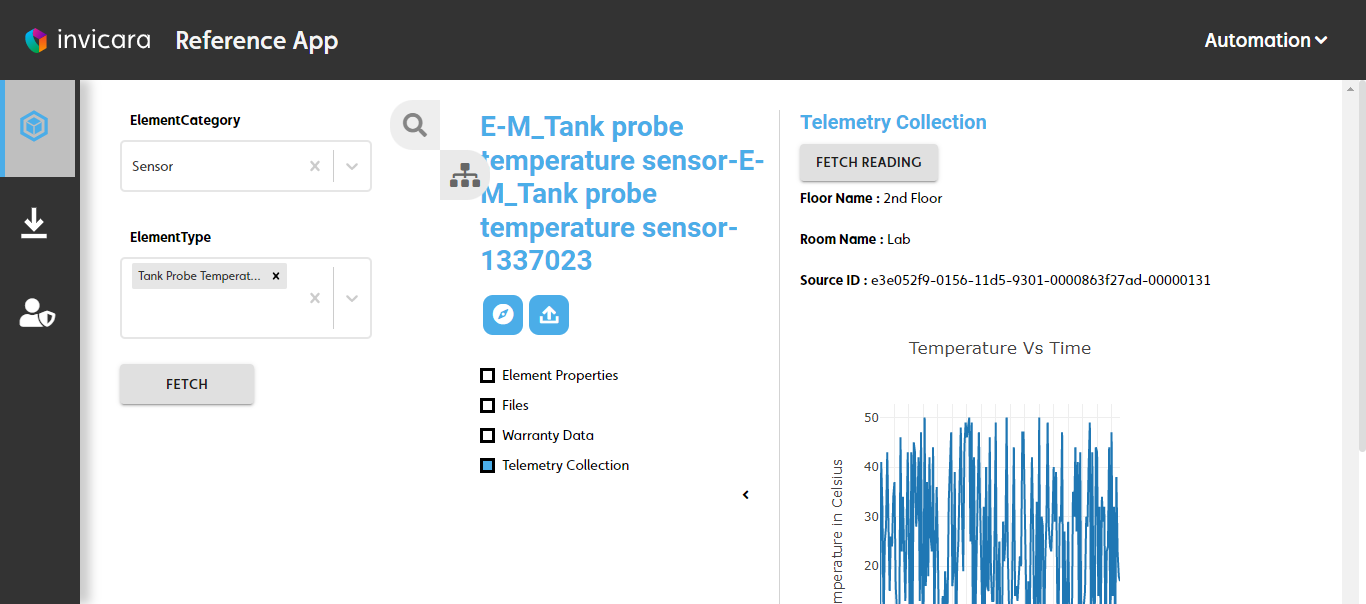 invicara Reference App
Automation
ElementCategory
Sensor
ElementType
Tank Probe Temperat...
FETCH
E-M_Tank probe
temperature sensor-E-
M_Tank probe
temperature sensor-
1337023
Element Properties
Files
Warranty Data
Telemetry Collection
Telemetry Collection
FETCH READING
Floor Name : 2nd Floor
Room Name : Lab
Source ID : e3e052f9-0156-11d5-9301-0000863f27ad-00000131
Temperature Vs Time
50
40
30
20
mperature in Celsius